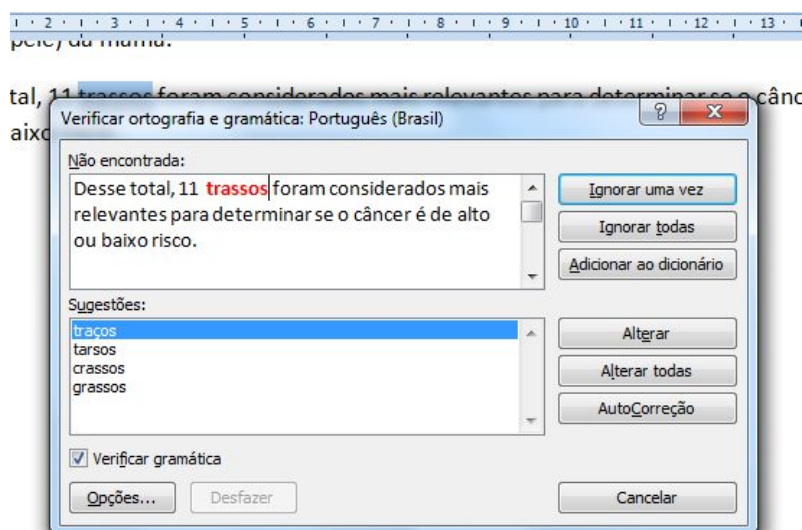 1 · 2 · 1 · 3 · 1 · 4 · 1 · 5 · 1 · 6 · 1 · 7 · 1 · 8 · 1 · 9 · 1 · 10 · 1 · 11 · 1 · 12 · 1 · 13 ·
pele) da mama.
tal, 11 trassos foram considerados mais relevantes para determinar se o cânc
aixo
Verificar ortografia e gramática: Português (Brasil)
Não encontrada:
Desse total, 11 trassos foram considerados mais
relevantes para determinar se o câncer é de alto
ou baixo risco.
Ignorar uma vez
Ignorar todas
Adicionar ao dicionário
Sugestões:
traços
tarsos
crassos
grassos
Alterar
Alterar todas
AutoCorreção
Verificar gramática
Opções...
Desfazer
Cancelar